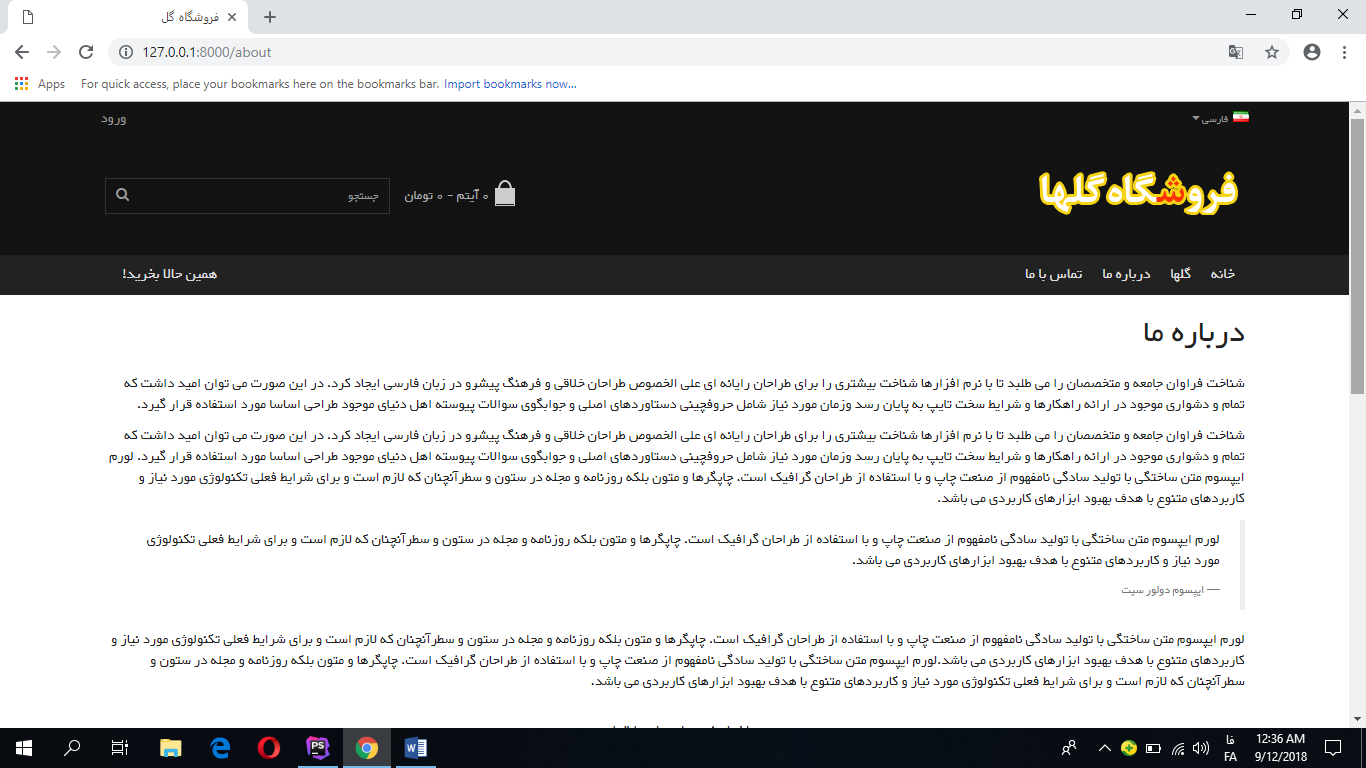 فروشگاه گل
127.0.0.1:8000/about
Apps
For quick access, place your bookmarks here on the bookmarks bar. Import bookmarks now...
فارسی
ورود
فروشگاه گلها
۰ آیتم - ۰ تومان
جستجو
خانه
گلها
درباره ما
تماس با ما
همین حالا بخرید!
درباره ما
شناخت فراوان جامعه و متخصصان را می طلبد تا با نرم افزارها شناخت بیشتری را برای طراحان رایانه ای علی الخصوص طراحان خلاقی و فرهنگ پیشرو در زبان فارسی ایجاد کرد. در این صورت می توان امید داشت که
تمام و دشواری موجود در ارائه راهکارها و شرایط سخت تایپ به پایان رسد وزمان مورد نیاز شامل حروفچینی دستاوردهای اصلی و جوابگوی سوالات پیوسته اهل دنیای موجود طراحی اساسا مورد استفاده قرار گیرد.
شناخت فراوان جامعه و متخصصان را می طلبد تا با نرم افزارها شناخت بیشتری را برای طراحان رایانه ای علی الخصوص طراحان خلاقی و فرهنگ پیشرو در زبان فارسی ایجاد کرد. در این صورت می توان امید داشت که
تمام و دشواری موجود در ارائه راهکارها و شرایط سخت تایپ به پایان رسد وزمان مورد نیاز شامل حروفچینی دستاوردهای اصلی و جوابگوی سوالات پیوسته اهل دنیای موجود طراحی اساسا مورد استفاده قرار گیرد. لورم
ایپسوم متن ساختگی با تولید سادگی نامفهوم از صنعت چاپ و با استفاده از طراحان گرافیک است. چاپگرها و متون بلکه روزنامه و مجله در ستون و سطرآنچنان که لازم است و برای شرایط فعلی تکنولوژی مورد نیاز و
کاربردهای متنوع با هدف بهبود ابزارهای کاربردی می باشد.
لورم ایپسوم متن ساختگی با تولید سادگی نامفهوم از صنعت چاپ و با استفاده از طراحان گرافیک است. چاپگرها و متون بلکه روزنامه و مجله در ستون و سطرآنچنان که لازم است و برای شرایط فعلی تکنولوژی
مورد نیاز و کاربردهای متنوع با هدف بهبود ابزارهای کاربردی می باشد.
— ایپسوم دولور سیت
لورم ایپسوم متن ساختگی با تولید سادگی نامفهوم از صنعت چاپ و با استفاده از طراحان گرافیک است. چاپگرها و متون بلکه روزنامه و مجله در ستون و سطرآنچنان که لازم است و برای شرایط فعلی تکنولوژی مورد نیاز و
کاربردهای متنوع با هدف بهبود ابزارهای کاربردی می باشد.لورم ایپسوم متن ساختگی با تولید سادگی نامفهوم از صنعت چاپ و با استفاده از طراحان گرافیک است. چاپگرها و متون بلکه روزنامه و مجله در ستون و
سطرآنچنان که لازم است و برای شرایط فعلی تکنولوژی مورد نیاز و کاربردهای متنوع با هدف بهبود ابزارهای کاربردی می باشد.
PS
فا
FA
12:36 AM
9/12/2018